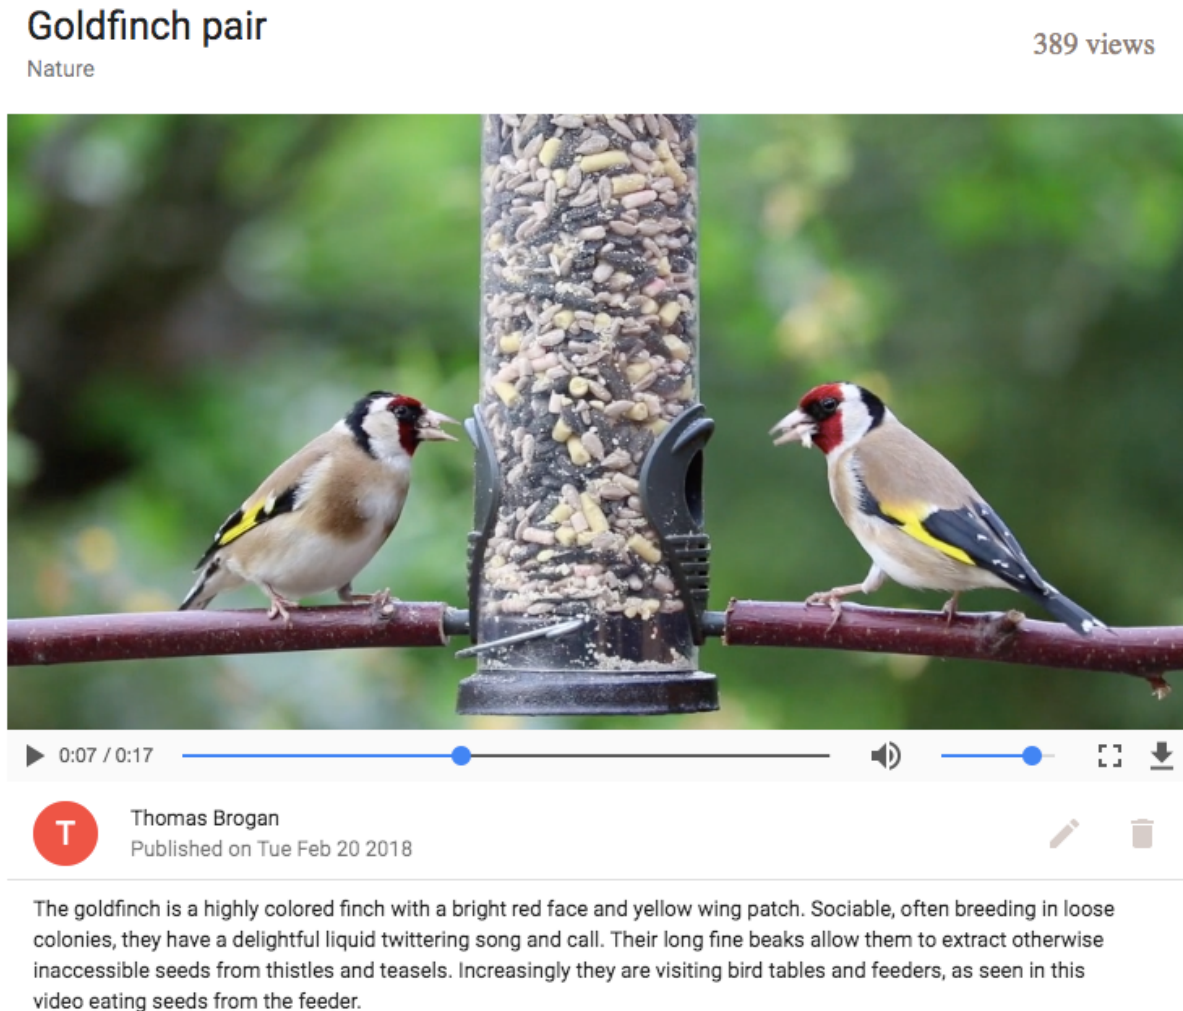 Goldfinch pair
389 views
Nature
0:07 / 0:17
T
Thomas Brogan
Published on Tue Feb 20 2018
The goldfinch is a highly colored finch with a bright red face and yellow wing patch. Sociable, often breeding in loose
colonies, they have a delightful liquid twittering song and call. Their long fine beaks allow them to extract otherwise
inaccessible seeds from thistles and teasels. Increasingly they are visiting bird tables and feeders, as seen in this
video eating seeds from the feeder.